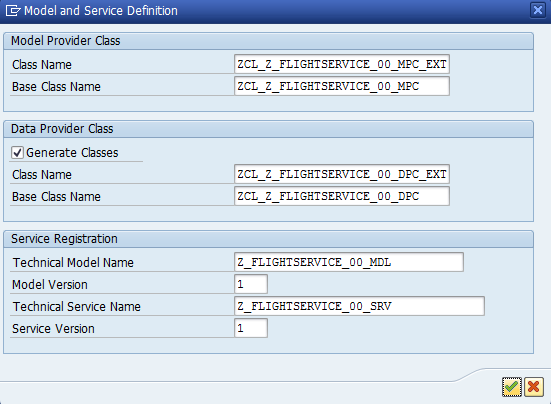 Model and Service Definition
Model Provider Class
Class Name ZCL_Z_FLIGHTSERVICE_00_MPC_EXT
Base Class Name ZCL_Z_FLIGHTSERVICE_00_MPC
Data Provider Class
Generate Classes
Class Name ZCL_Z_FLIGHTSERVICE_00_DPC_EXT
Base Class Name ZCL_Z_FLIGHTSERVICE_00_DPC
Service Registration
Technical Model Name Z_FLIGHTSERVICE_00_MDL
Model Version 1
Technical Service Name Z_FLIGHTSERVICE_00_SRV
Service Version 1